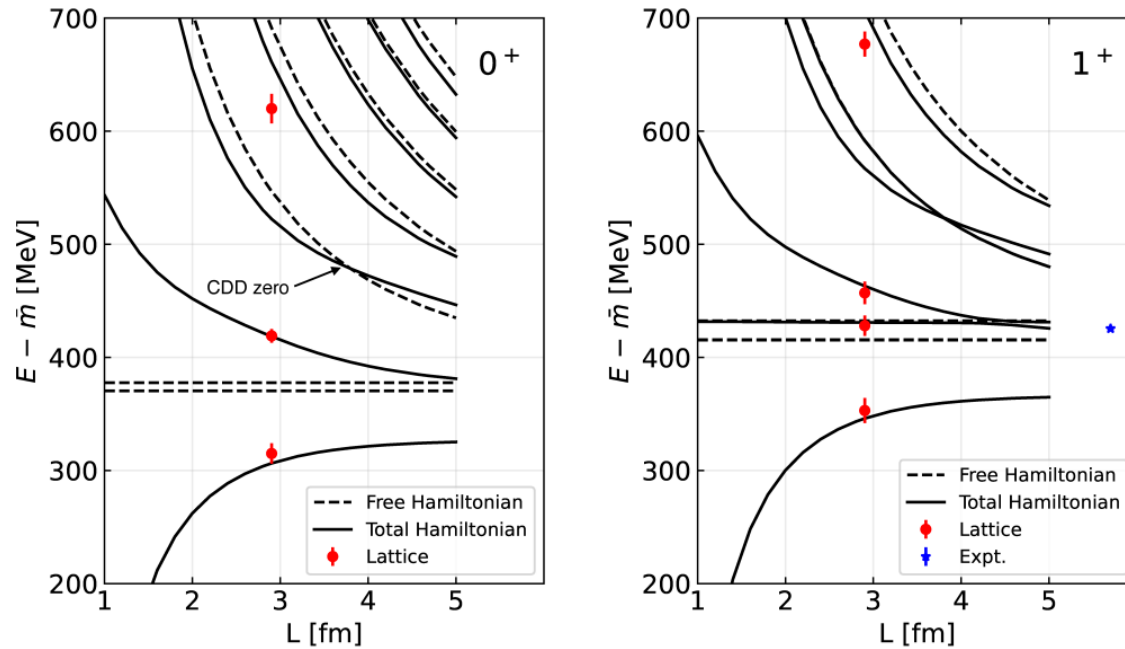 700
600
500
400
300
200
E − m̄ [MeV]
1 2 3 4 5
L [fm]
0⁺
CDD zero
Free Hamiltonian
Total Hamiltonian
Lattice
700
600
500
400
300
200
E − m̄ [MeV]
1 2 3 4 5
L [fm]
1⁺
Free Hamiltonian
Total Hamiltonian
Lattice
Expt.